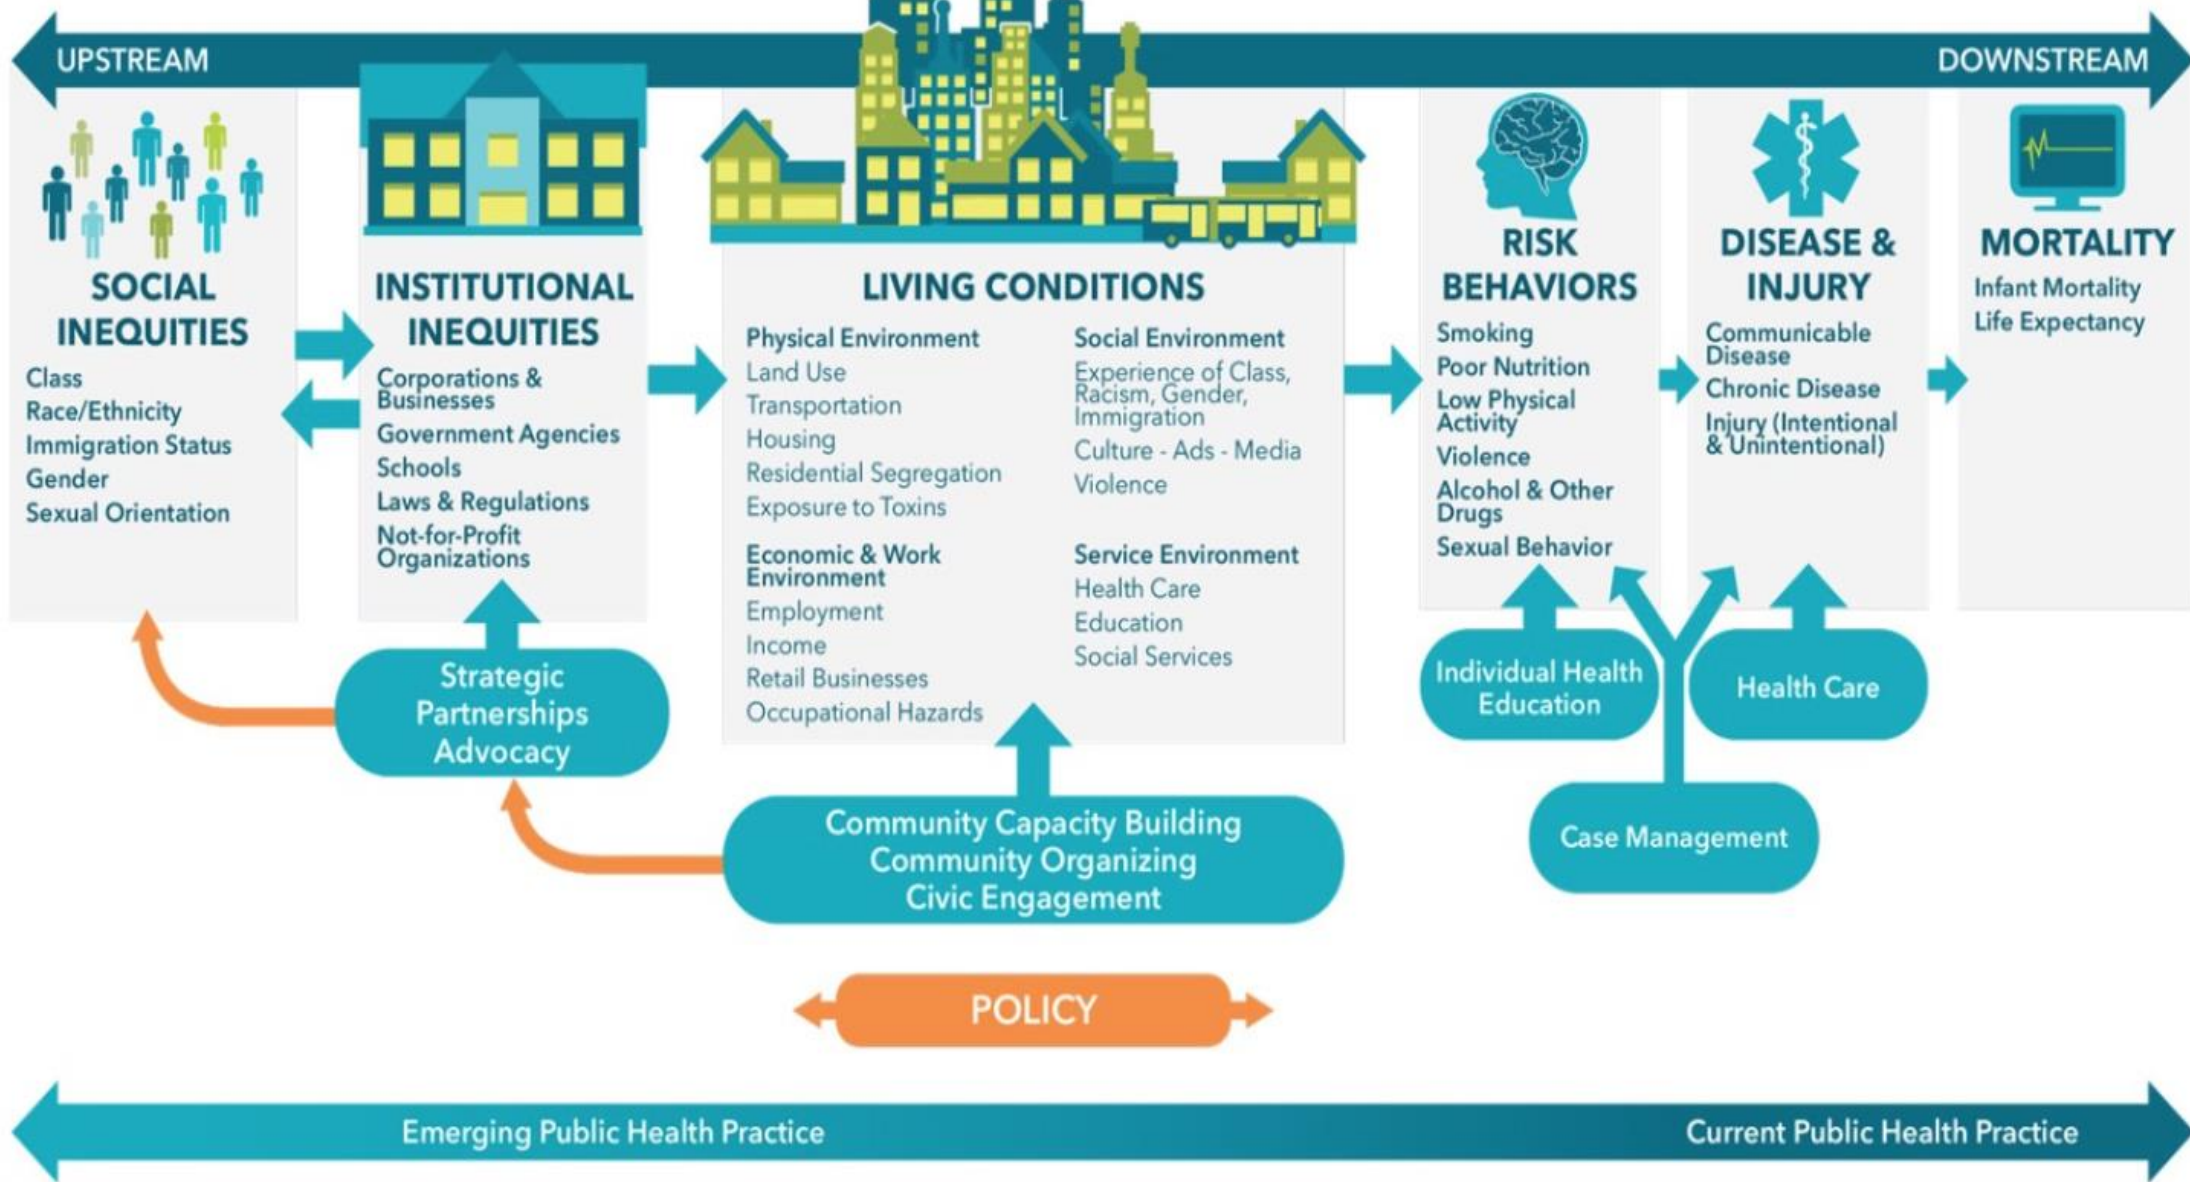 UPSTREAM
DOWNSTREAM
SOCIAL
INEQUITIES
Class
Race/Ethnicity
Immigration Status
Gender
Sexual Orientation
INSTITUTIONAL
INEQUITIES
Corporations &
Businesses
Government Agencies
Schools
Laws & Regulations
Not-for-Profit
Organizations
LIVING CONDITIONS
Physical Environment
Land Use
Transportation
Housing
Residential Segregation
Exposure to Toxins
Economic & Work
Environment
Employment
Income
Retail Businesses
Occupational Hazards
Social Environment
Experience of Class,
Racism, Gender,
Immigration
Culture - Ads - Media
Violence
Service Environment
Health Care
Education
Social Services
RISK
BEHAVIORS
Smoking
Poor Nutrition
Low Physical
Activity
Violence
Alcohol & Other
Drugs
Sexual Behavior
DISEASE &
INJURY
Communicable
Disease
Chronic Disease
Injury (Intentional
& Unintentional)
MORTALITY
Infant Mortality
Life Expectancy
Strategic
Partnerships
Advocacy
Community Capacity Building
Community Organizing
Civic Engagement
Individual Health
Education
Health Care
Case Management
POLICY
Emerging Public Health Practice
Current Public Health Practice